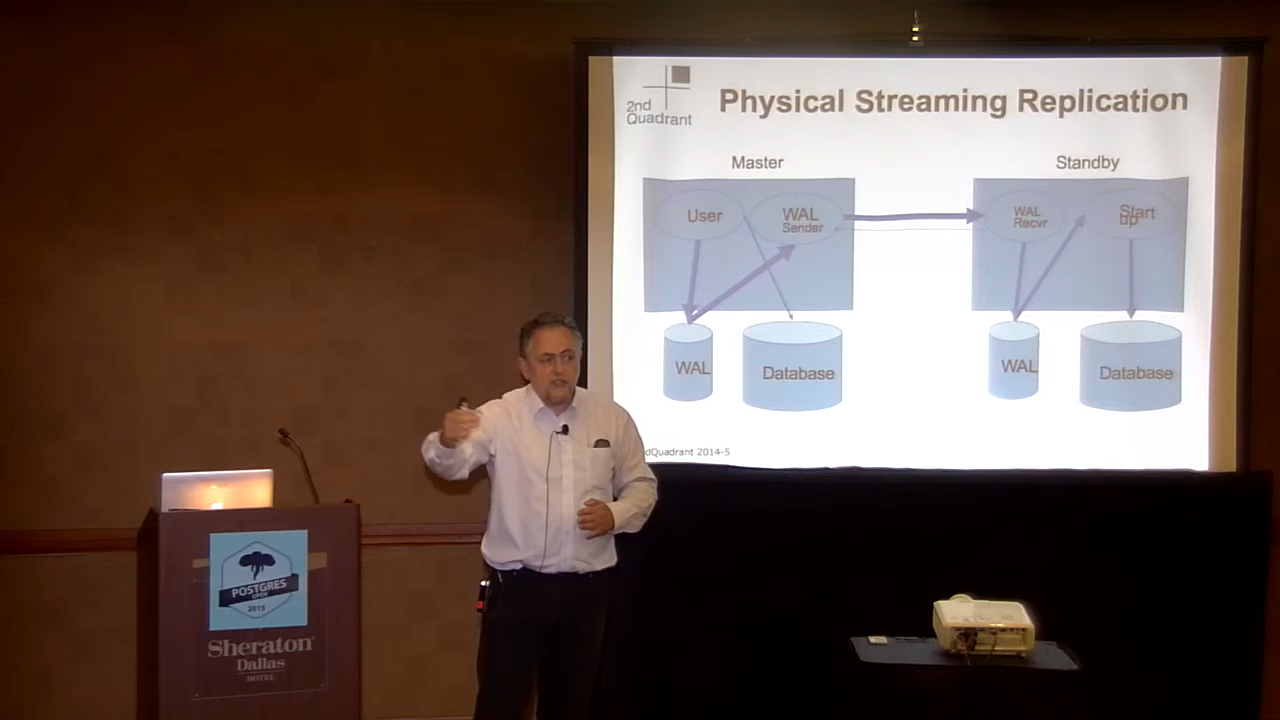 2nd
Quadrant
Physical Streaming Replication
Master
Standby
User
WAL
Sender
WAL
Recvr
Start
up
WAL
Database
WAL
Database
dQuadrant 2014-5
POSTGRES
OPEN
2015
Sheraton
Dallas
HOTEL